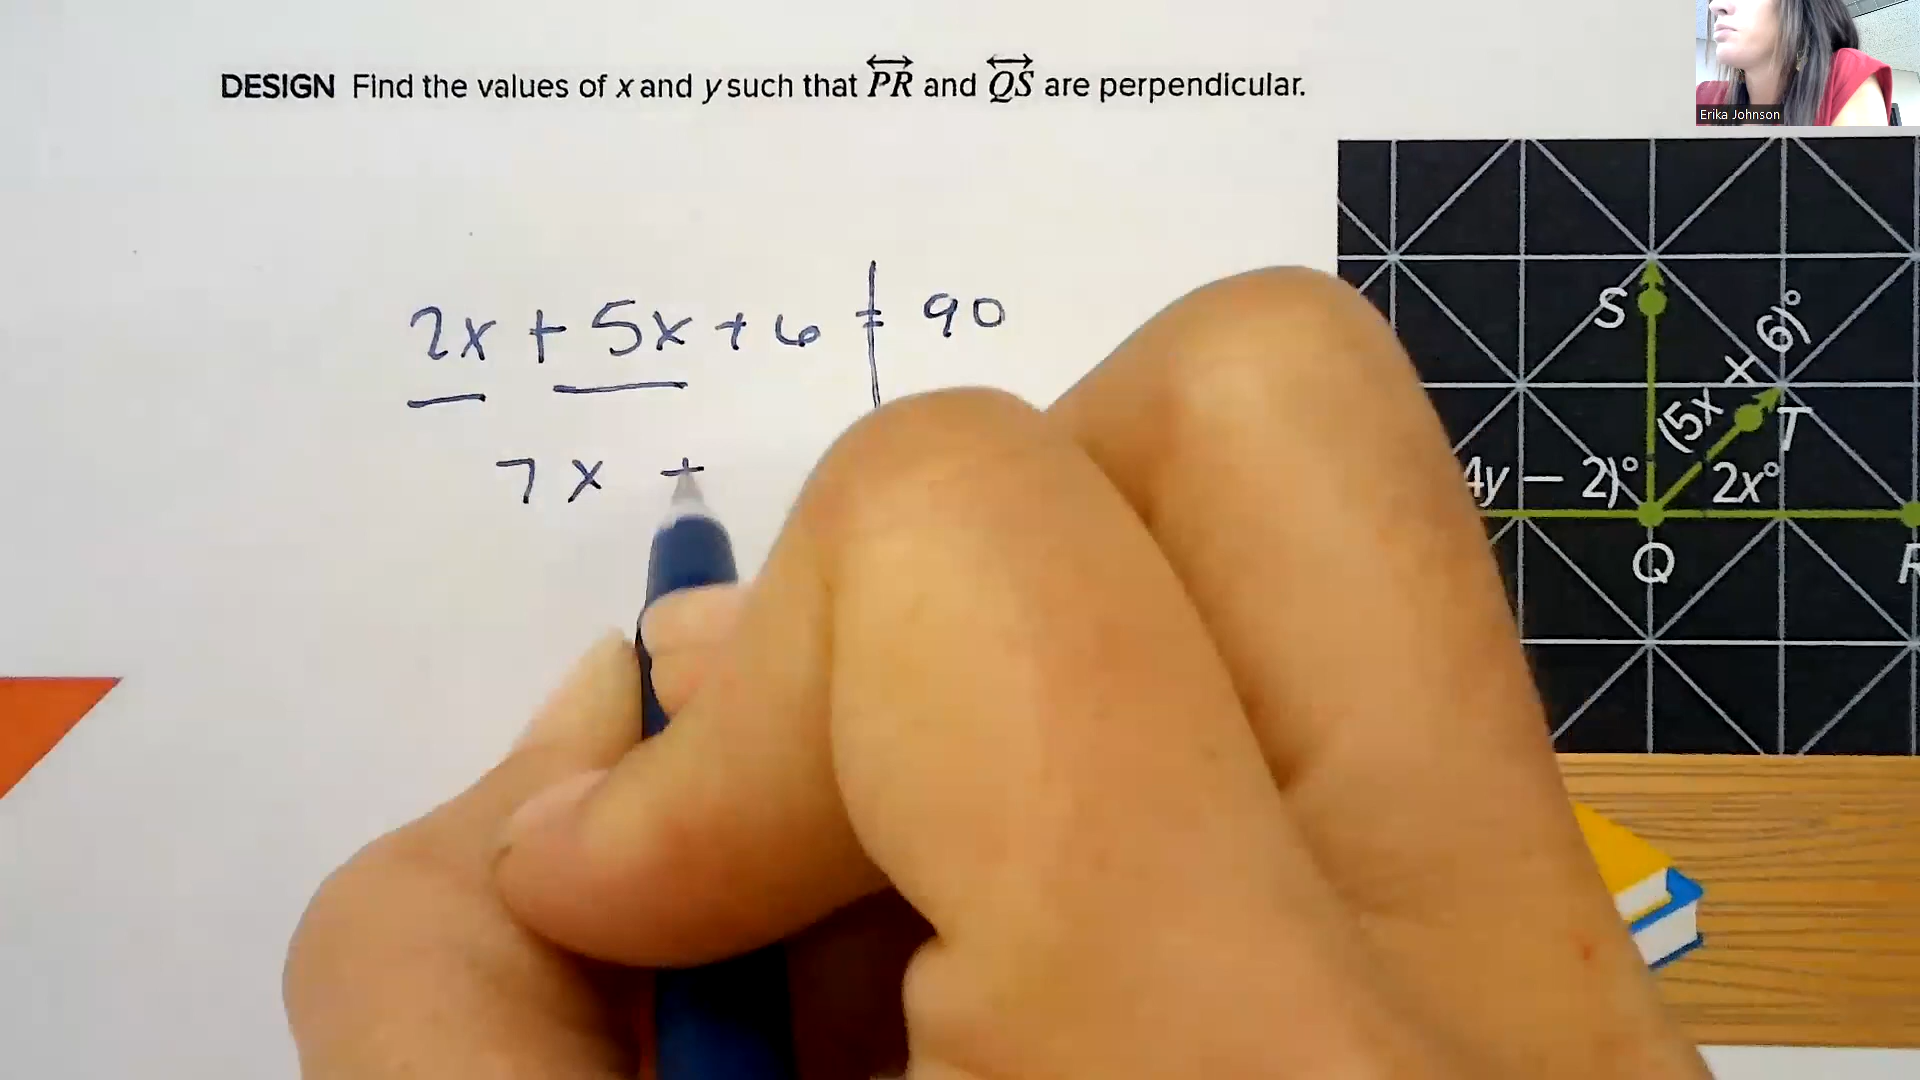 DESIGN Find the values of x and y such that PR and QS are perpendicular.
Erika Johnson
2x + 5x + 6 = 90
7x +
S
(5x + 6)°
T
4y − 2)°
2x°
Q